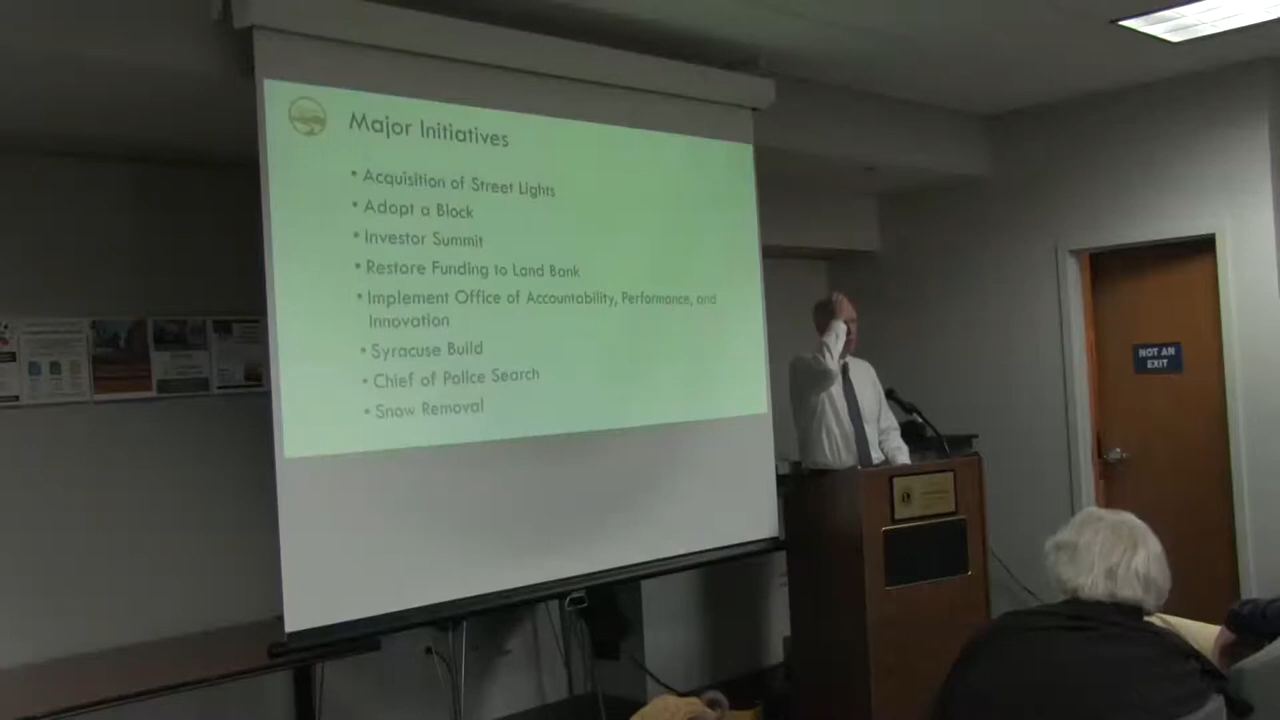 Major Initiatives
• Acquisition of Street Lights
• Adopt a Block
• Investor Summit
• Restore Funding to Land Bank
• Implement Office of Accountability, Performance, and
Innovation
• Syracuse Build
• Chief of Police Search
• Snow Removal
NOT AN
EXIT